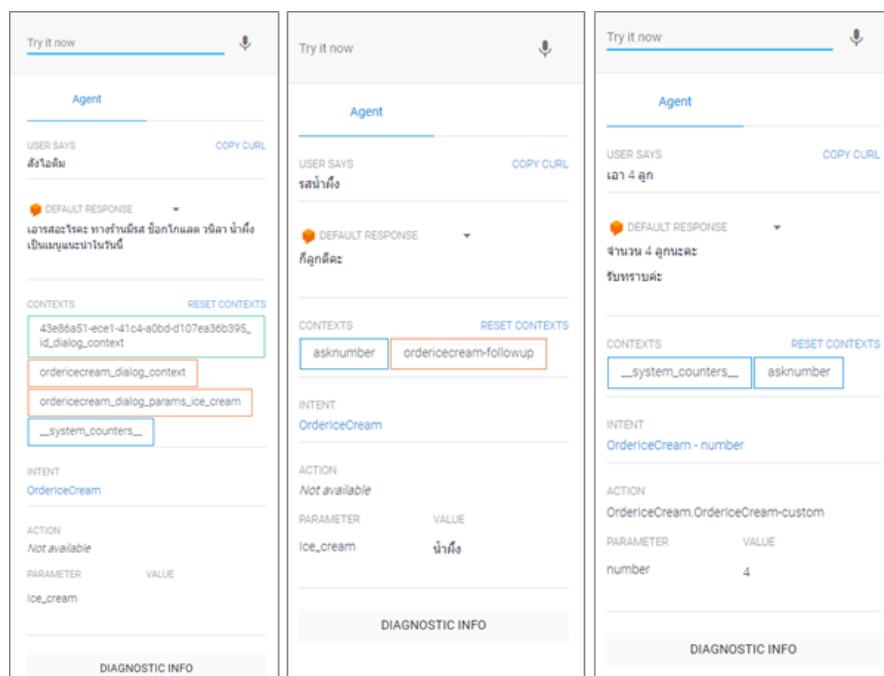 Try it now
Agent
USER SAYS
COPY CURL
สั่งไอติม
DEFAULT RESPONSE
เอารสอะไรคะ ทางร้านมีรส ช็อกโกแลต วนิลา น้ำผึ้ง
เป็นเมนูแนะนำในวันนี้
CONTEXTS
RESET CONTEXTS
43e86a51-ece1-41c4-a0bd-d107ea36b395_
id_dialog_context
ordericecream_dialog_context
ordericecream_dialog_params_ice_cream
__system_counters__
INTENT
OrderIceCream
ACTION
Not available
PARAMETER
VALUE
Ice_cream
DIAGNOSTIC INFO
Try it now
Agent
USER SAYS
COPY CURL
รสน้ำผึ้ง
DEFAULT RESPONSE
กี่ลูกดีคะ
CONTEXTS
RESET CONTEXTS
asknumber
ordericecream-followup
INTENT
OrderIceCream
ACTION
Not available
PARAMETER
VALUE
Ice_cream
น้ำผึ้ง
DIAGNOSTIC INFO
Try it now
Agent
USER SAYS
COPY CURL
เอา 4 ลูก
DEFAULT RESPONSE
จำนวน 4 ลูกนะคะ
รับทราบค่ะ
CONTEXTS
RESET CONTEXTS
__system_counters__
asknumber
INTENT
OrderIceCream - number
ACTION
OrderIceCream.OrderIceCream-custom
PARAMETER
VALUE
number
4
DIAGNOSTIC INFO